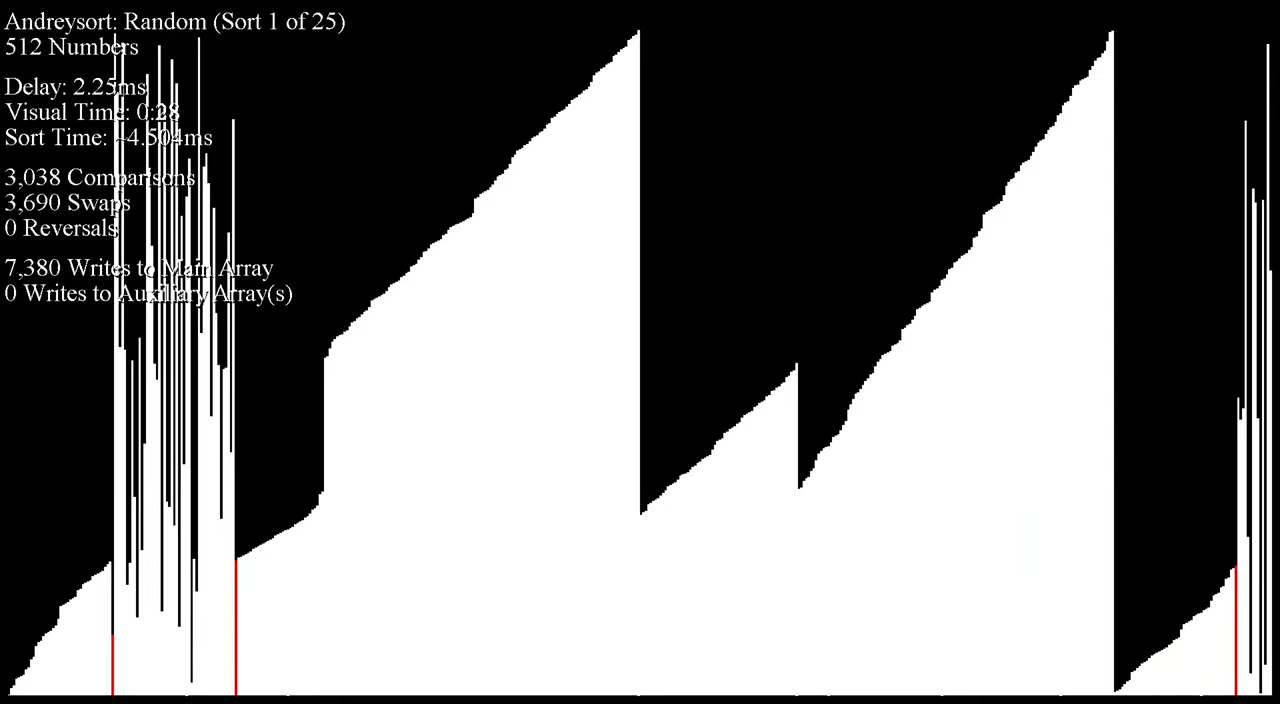 Andreysort: Random (Sort 1 of 25)
512 Numbers
Delay: 2.25ms
Visual Time: 0:28
Sort Time: ~4.504ms
3,038 Comparisons
3,690 Swaps
0 Reversals
7,380 Writes to Main Array
0 Writes to Auxiliary Array(s)